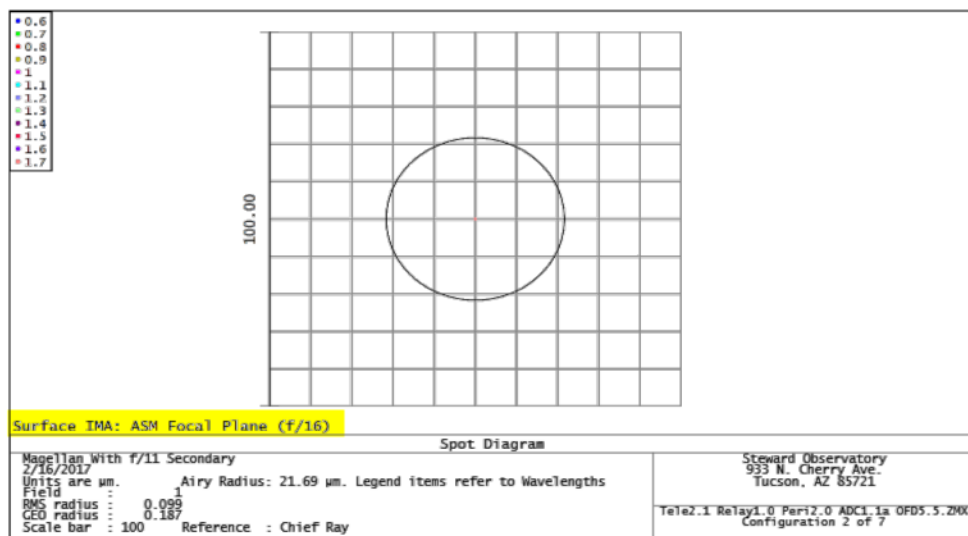 0.6
0.7
0.8
0.9
1
1.1
1.2
1.3
1.4
1.5
1.6
1.7
100.00
Surface IMA: ASM Focal Plane (f/16)
Spot Diagram
Magellan With f/11 Secondary
2/16/2017
Units are µm. Airy Radius: 21.69 µm. Legend items refer to Wavelengths
Field : 1
RMS radius : 0.099
GEO radius : 0.187
Scale bar : 100 Reference : Chief Ray
Steward Observatory
933 N. Cherry Ave.
Tucson, AZ 85721
Tele2.1 Relay1.0 Peri2.0 ADC1.1a OFD5.5.ZMX
Configuration 2 of 7